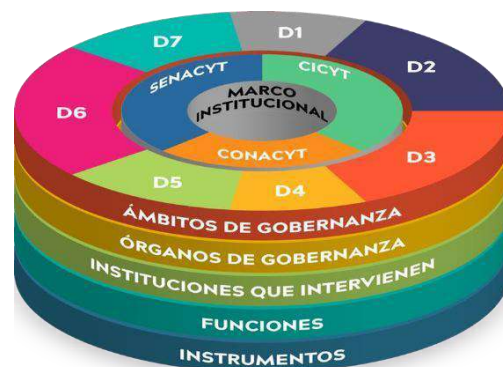 D7
D1
D2
SENACYT
CICYT
MARCO
INSTITUCIONAL
D6
CONACYT
D3
D5
D4
ÁMBITOS DE GOBERNANZA
ÓRGANOS DE GOBERNANZA
INSTITUCIONES QUE INTERVIENEN
FUNCIONES
INSTRUMENTOS